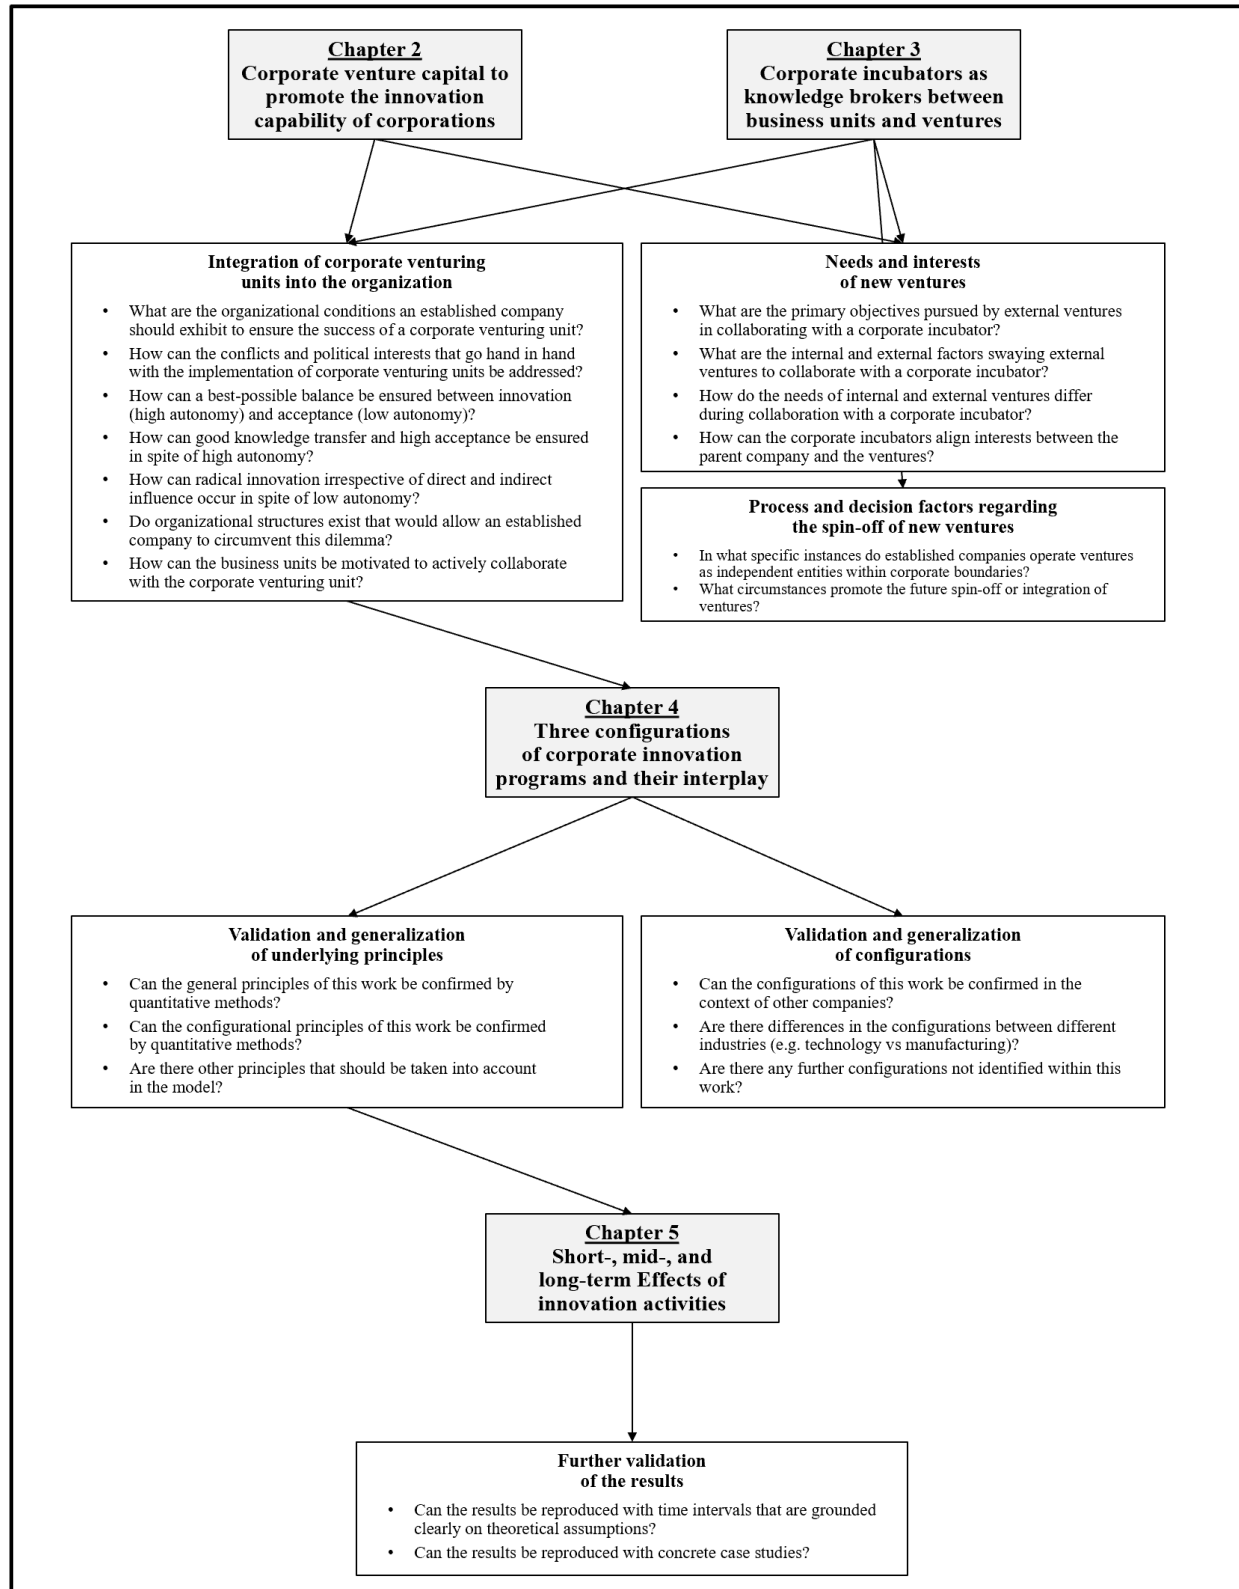 Chapter 2
Corporate venture capital to
promote the innovation
capability of corporations
Chapter 3
Corporate incubators as
knowledge brokers between
business units and ventures
Integration of corporate venturing
units into the organization
• What are the organizational conditions an established company
should exhibit to ensure the success of a corporate venturing unit?
• How can the conflicts and political interests that go hand in hand
with the implementation of corporate venturing units be addressed?
• How can a best-possible balance be ensured between innovation
(high autonomy) and acceptance (low autonomy)?
• How can good knowledge transfer and high acceptance be ensured
in spite of high autonomy?
• How can radical innovation irrespective of direct and indirect
influence occur in spite of low autonomy?
• Do organizational structures exist that would allow an established
company to circumvent this dilemma?
• How can the business units be motivated to actively collaborate
with the corporate venturing unit?
Needs and interests
of new ventures
• What are the primary objectives pursued by external ventures
in collaborating with a corporate incubator?
• What are the internal and external factors swaying external
ventures to collaborate with a corporate incubator?
• How do the needs of internal and external ventures differ
during collaboration with a corporate incubator?
• How can the corporate incubators align interests between the
parent company and the ventures?
Process and decision factors regarding
the spin-off of new ventures
• In what specific instances do established companies operate ventures
as independent entities within corporate boundaries?
• What circumstances promote the future spin-off or integration of
ventures?
Chapter 4
Three configurations
of corporate innovation
programs and their interplay
Validation and generalization
of underlying principles
• Can the general principles of this work be confirmed by
quantitative methods?
• Can the configurational principles of this work be confirmed
by quantitative methods?
• Are there other principles that should be taken into account
in the model?
Validation and generalization
of configurations
• Can the configurations of this work be confirmed in the
context of other companies?
• Are there differences in the configurations between different
industries (e.g. technology vs manufacturing)?
• Are there any further configurations not identified within this
work?
Chapter 5
Short-, mid-, and
long-term Effects of
innovation activities
Further validation
of the results
• Can the results be reproduced with time intervals that are grounded
clearly on theoretical assumptions?
• Can the results be reproduced with concrete case studies?